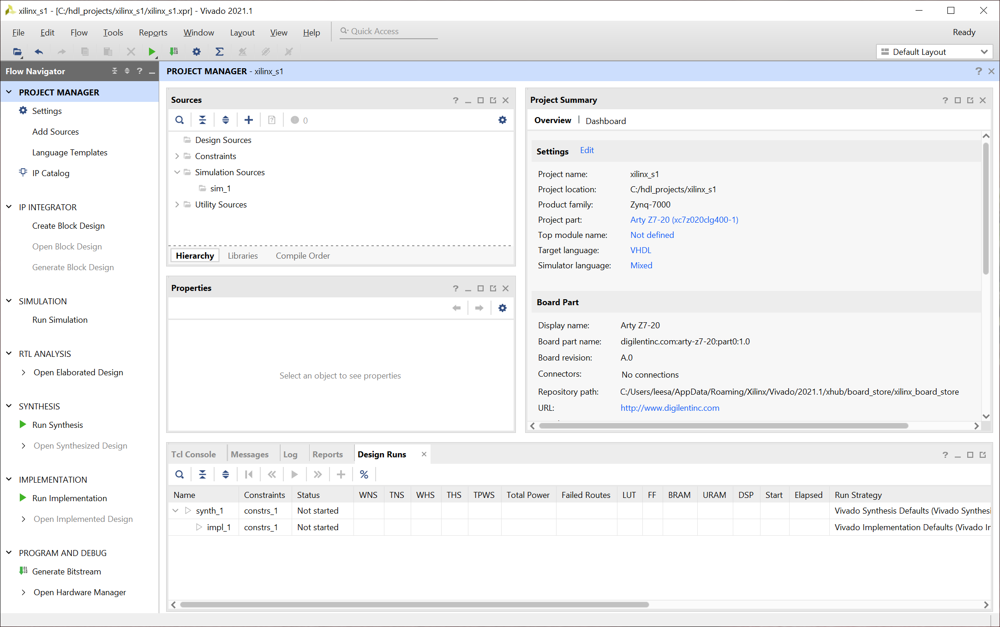 xilinx_s1 - [C:/hdl_projects/xilinx_s1/xilinx_s1.xpr] - Vivado 2021.1
File Edit Flow Tools Reports Window Layout View Help Quick Access Ready
Default Layout
Flow Navigator
PROJECT MANAGER
Settings
Add Sources
Language Templates
IP Catalog
IP INTEGRATOR
Create Block Design
Open Block Design
Generate Block Design
SIMULATION
Run Simulation
RTL ANALYSIS
Open Elaborated Design
SYNTHESIS
Run Synthesis
Open Synthesized Design
IMPLEMENTATION
Run Implementation
Open Implemented Design
PROGRAM AND DEBUG
Generate Bitstream
Open Hardware Manager
PROJECT MANAGER - xilinx_s1
Sources
0
Design Sources
Constraints
Simulation Sources
sim_1
Utility Sources
Hierarchy Libraries Compile Order
Properties
Select an object to see properties
Project Summary
Overview | Dashboard
Settings Edit
Project name: xilinx_s1
Project location: C:/hdl_projects/xilinx_s1
Product family: Zynq-7000
Project part: Arty Z7-20 (xc7z020clg400-1)
Top module name: Not defined
Target language: VHDL
Simulator language: Mixed
Board Part
Display name: Arty Z7-20
Board part name: digilentinc.com:arty-z7-20:part0:1.0
Board revision: A.0
Connectors: No connections
Repository path: C:/Users/leesa/AppData/Roaming/Xilinx/Vivado/2021.1/xhub/board_store/xilinx_board_store
URL: http://www.digilentinc.com
Tcl Console Messages Log Reports Design Runs
Name Constraints Status WNS TNS WHS THS TPWS Total Power Failed Routes LUT FF BRAM URAM DSP Start Elapsed Run Strategy
synth_1 constrs_1 Not started Vivado Synthesis Defaults (Vivado Synthesi
impl_1 constrs_1 Not started Vivado Implementation Defaults (Vivado Ir